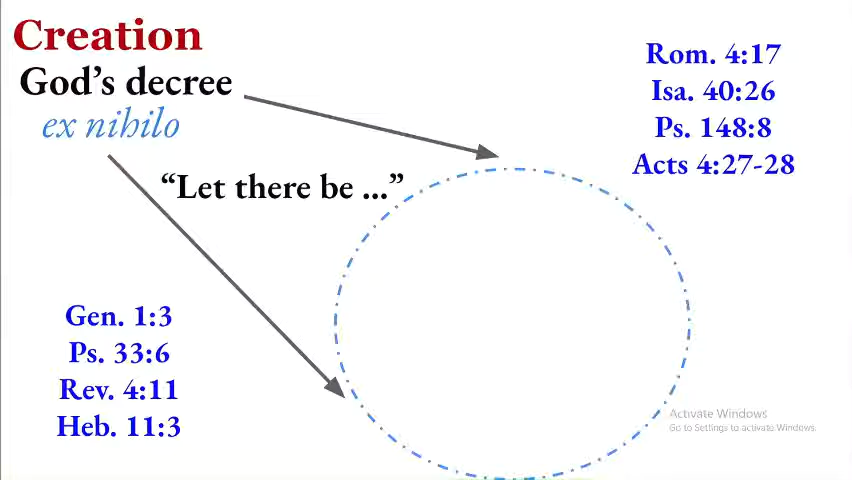 Creation
God's decree
ex nihilo
"Let there be ..."
Rom. 4:17
Isa. 40:26
Ps. 148:8
Acts 4:27-28
Gen. 1:3
Ps. 33:6
Rev. 4:11
Heb. 11:3
Activate Windows
Go to Settings to activate Windows.